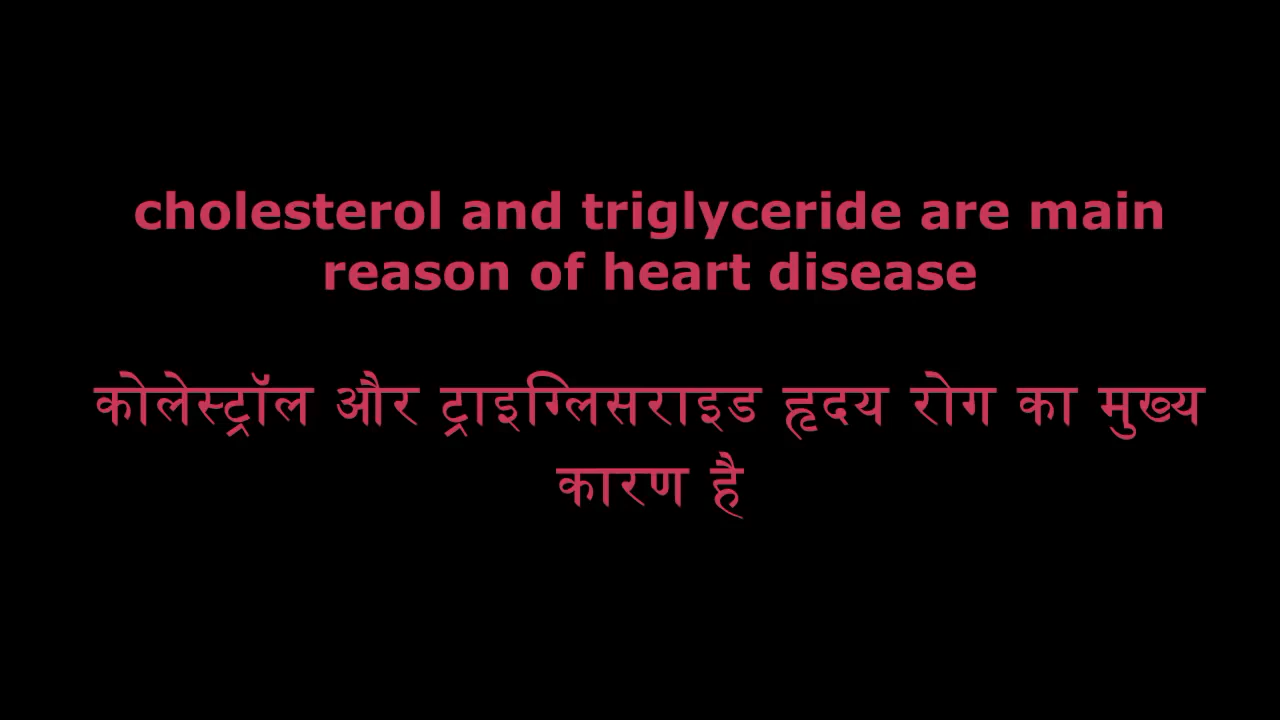 cholesterol and triglyceride are main
reason of heart disease
कोलेस्ट्रॉल और ट्राइग्लिसराइड हृदय रोग का मुख्य
कारण है